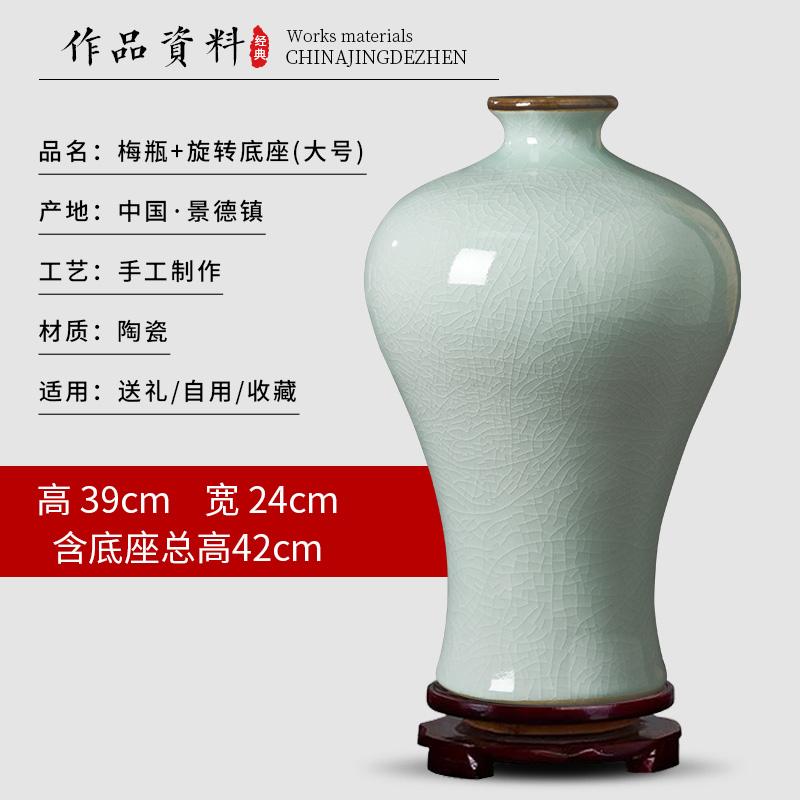 作品資料
经典
Works materials
CHINAJINGDEZHEN
品名：梅瓶+旋转底座(大号)
产地：中国·景德镇
工艺：手工制作
材质：陶瓷
适用：送礼/自用/收藏
高 39cm 宽 24cm
含底座总高42cm